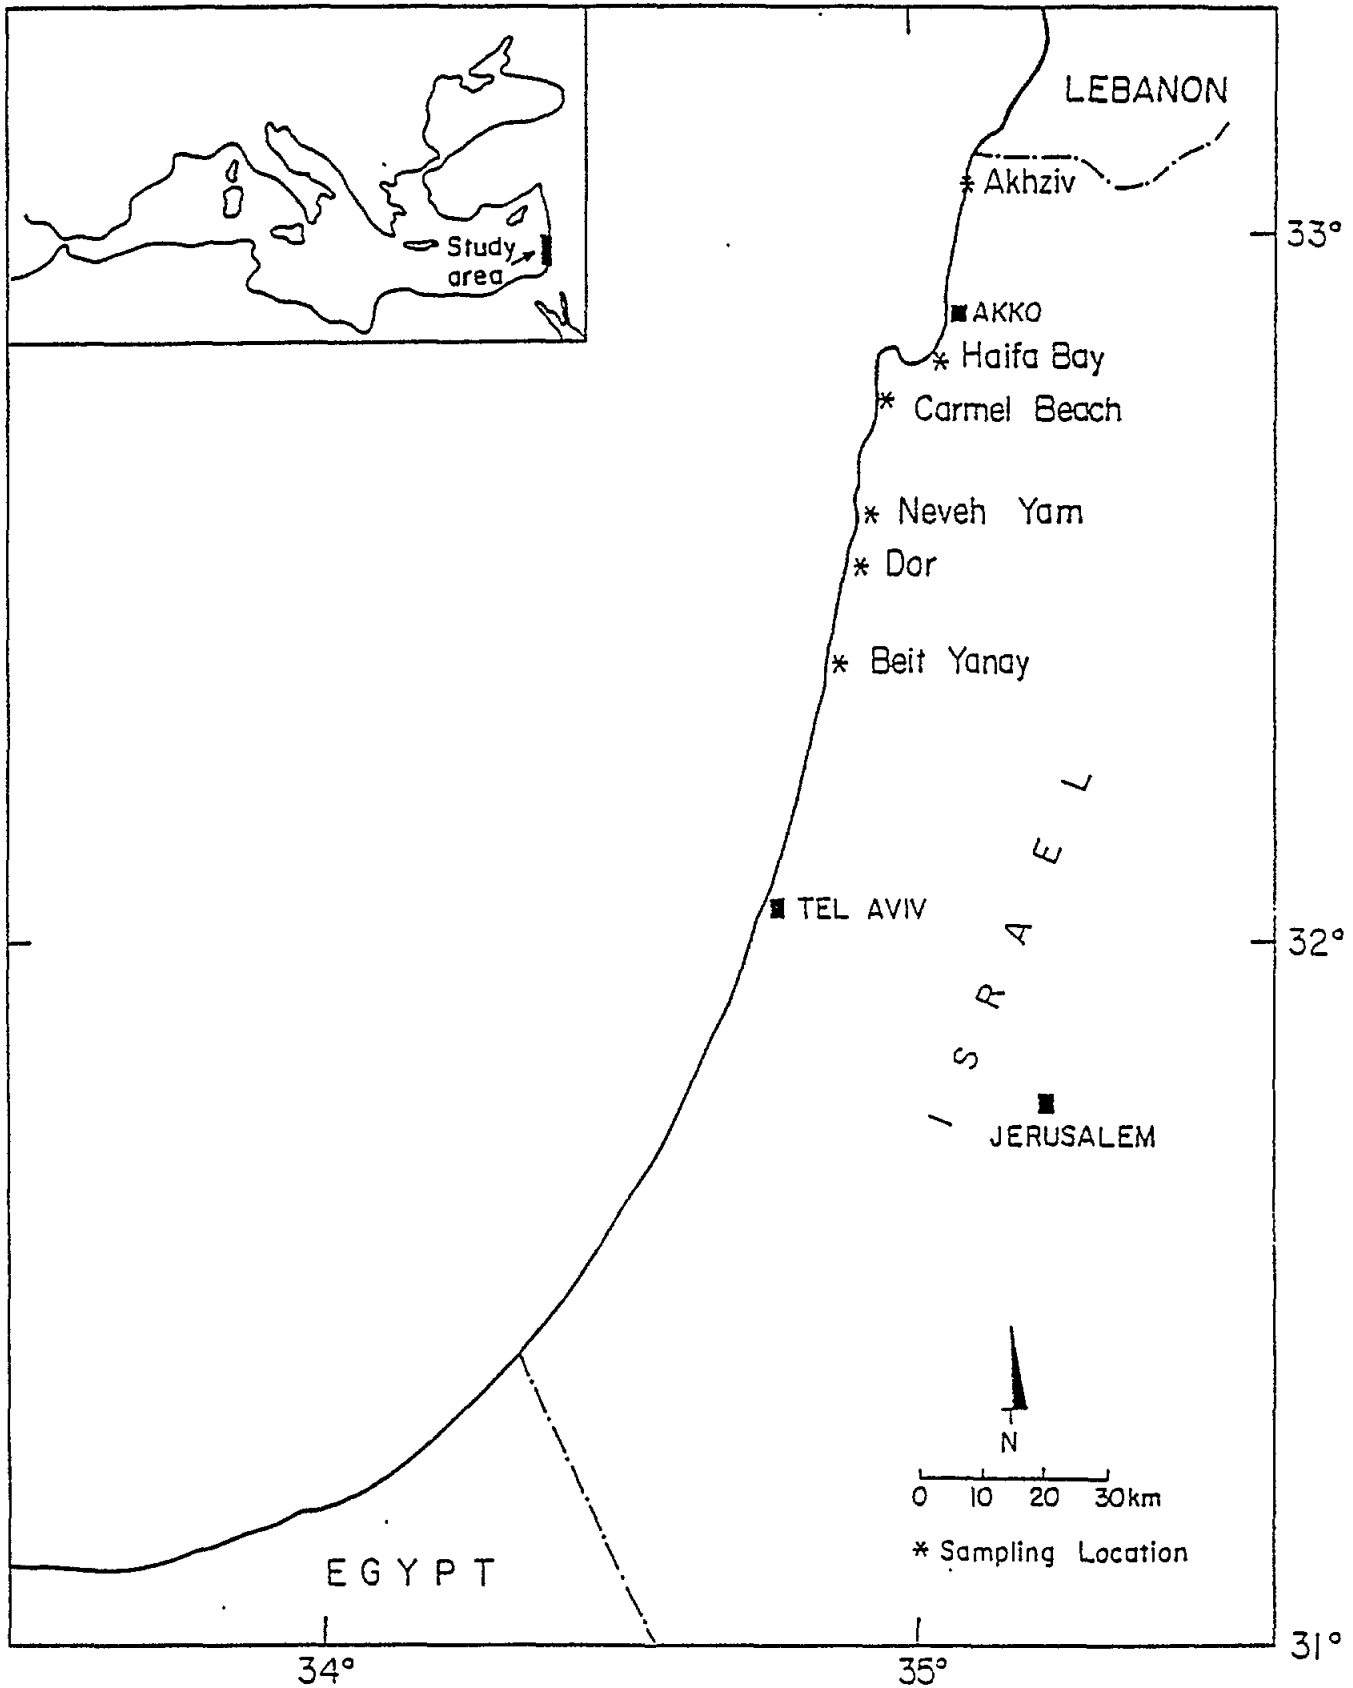 LEBANON
Akhziv
33°
Study
area
AKKO
Haifa Bay
Carmel Beach
Neveh Yam
Dor
Beit Yanay
ISRAEL
TEL AVIV
32°
JERUSALEM
N
0 10 20 30km
* Sampling Location
EGYPT
31°
34° 35°